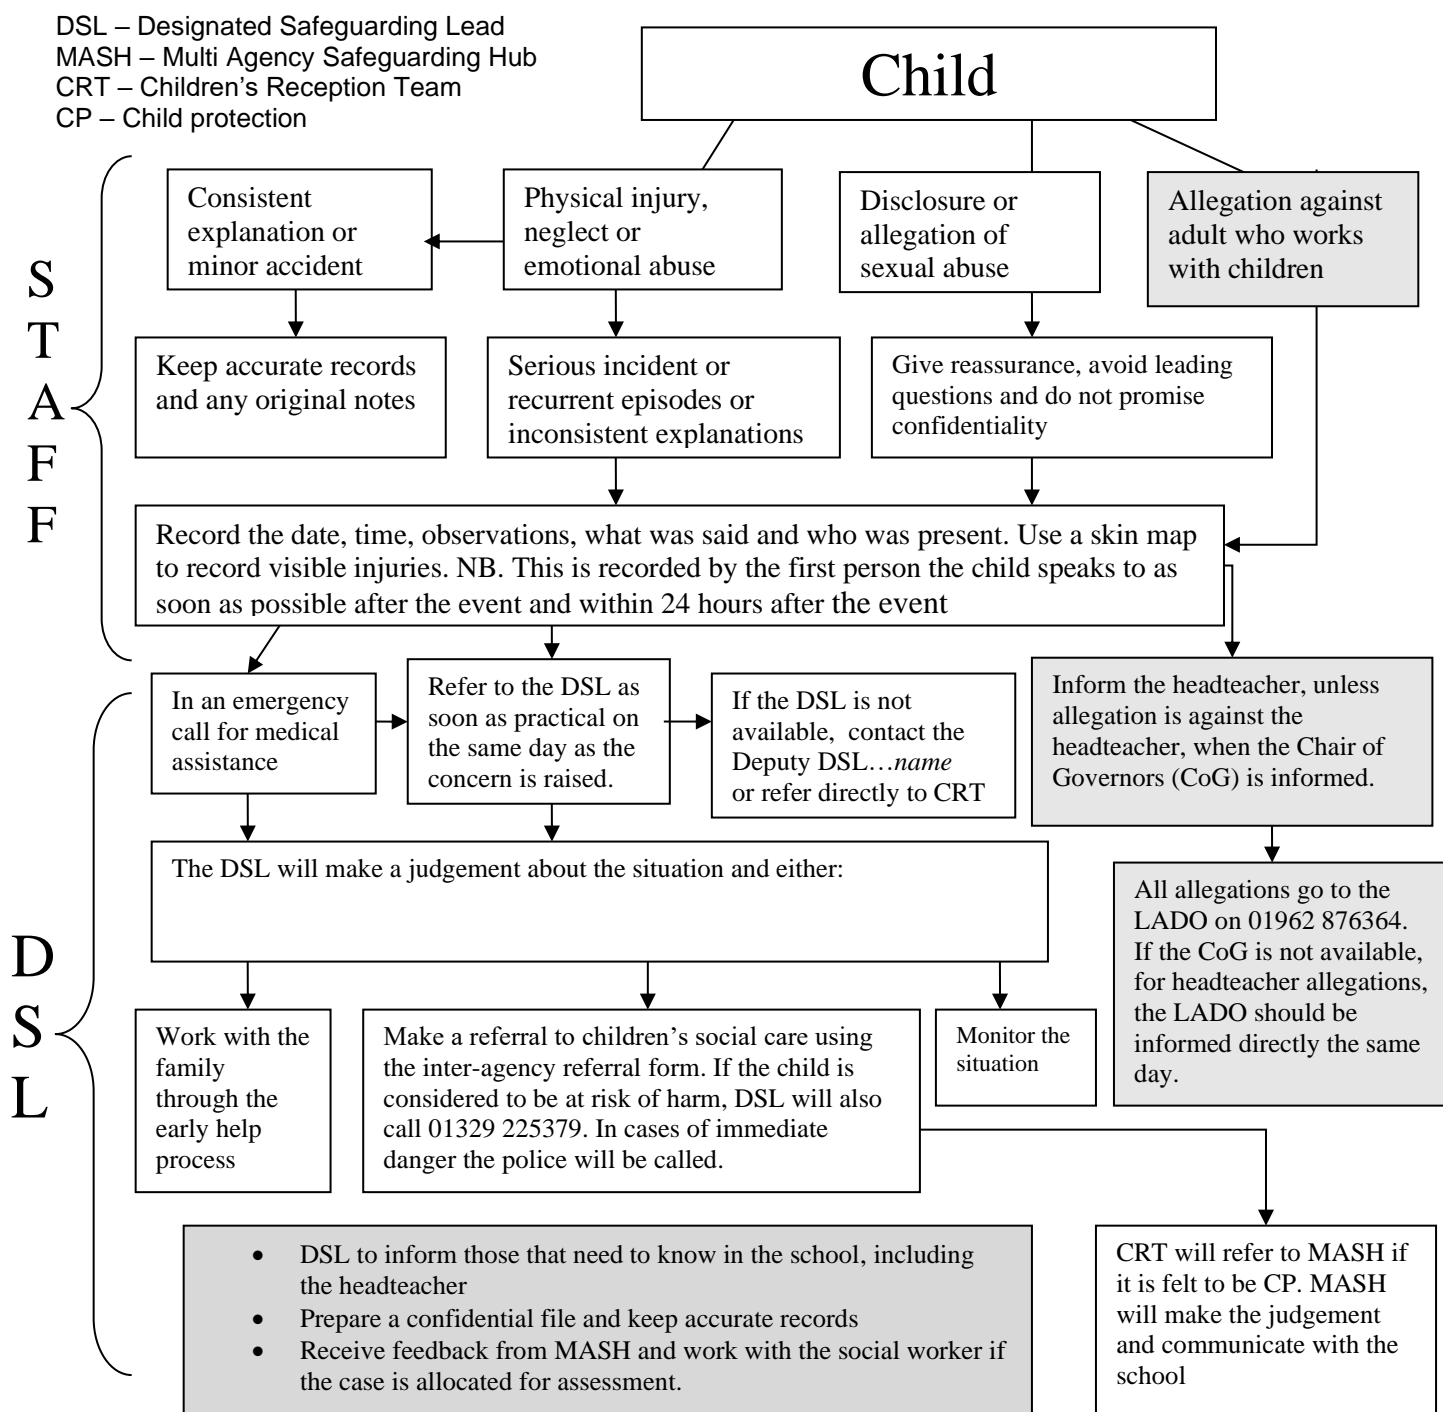 DSL – Designated Safeguarding Lead
MASH – Multi Agency Safeguarding Hub
CRT – Children's Reception Team
CP – Child protection
Child
STAFF
Consistent
explanation or
minor accident
Physical injury,
neglect or
emotional abuse
Disclosure or
allegation of
sexual abuse
Allegation against
adult who works
with children
Keep accurate records
and any original notes
Serious incident or
recurrent episodes or
inconsistent explanations
Give reassurance, avoid leading
questions and do not promise
confidentiality
Record the date, time, observations, what was said and who was present. Use a skin map
to record visible injuries. NB. This is recorded by the first person the child speaks to as
soon as possible after the event and within 24 hours after the event
DSL
In an emergency
call for medical
assistance
Refer to the DSL as
soon as practical on
the same day as the
concern is raised.
If the DSL is not
available,  contact the
Deputy DSL…name
or refer directly to CRT
Inform the headteacher, unless
allegation is against the
headteacher, when the Chair of
Governors (CoG) is informed.
The DSL will make a judgement about the situation and either:
All allegations go to the
LADO on 01962 876364.
If the CoG is not available,
for headteacher allegations,
the LADO should be
informed directly the same
day.
Work with the
family
through the
early help
process
Make a referral to children's social care using
the inter-agency referral form. If the child is
considered to be at risk of harm, DSL will also
call 01329 225379. In cases of immediate
danger the police will be called.
Monitor the
situation
• DSL to inform those that need to know in the school, including
the headteacher
• Prepare a confidential file and keep accurate records
• Receive feedback from MASH and work with the social worker if
the case is allocated for assessment.
CRT will refer to MASH if
it is felt to be CP. MASH
will make the judgement
and communicate with the
school